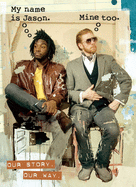 My name
is Jason.
Mine too.
OUR STORY.
OUR WAY.